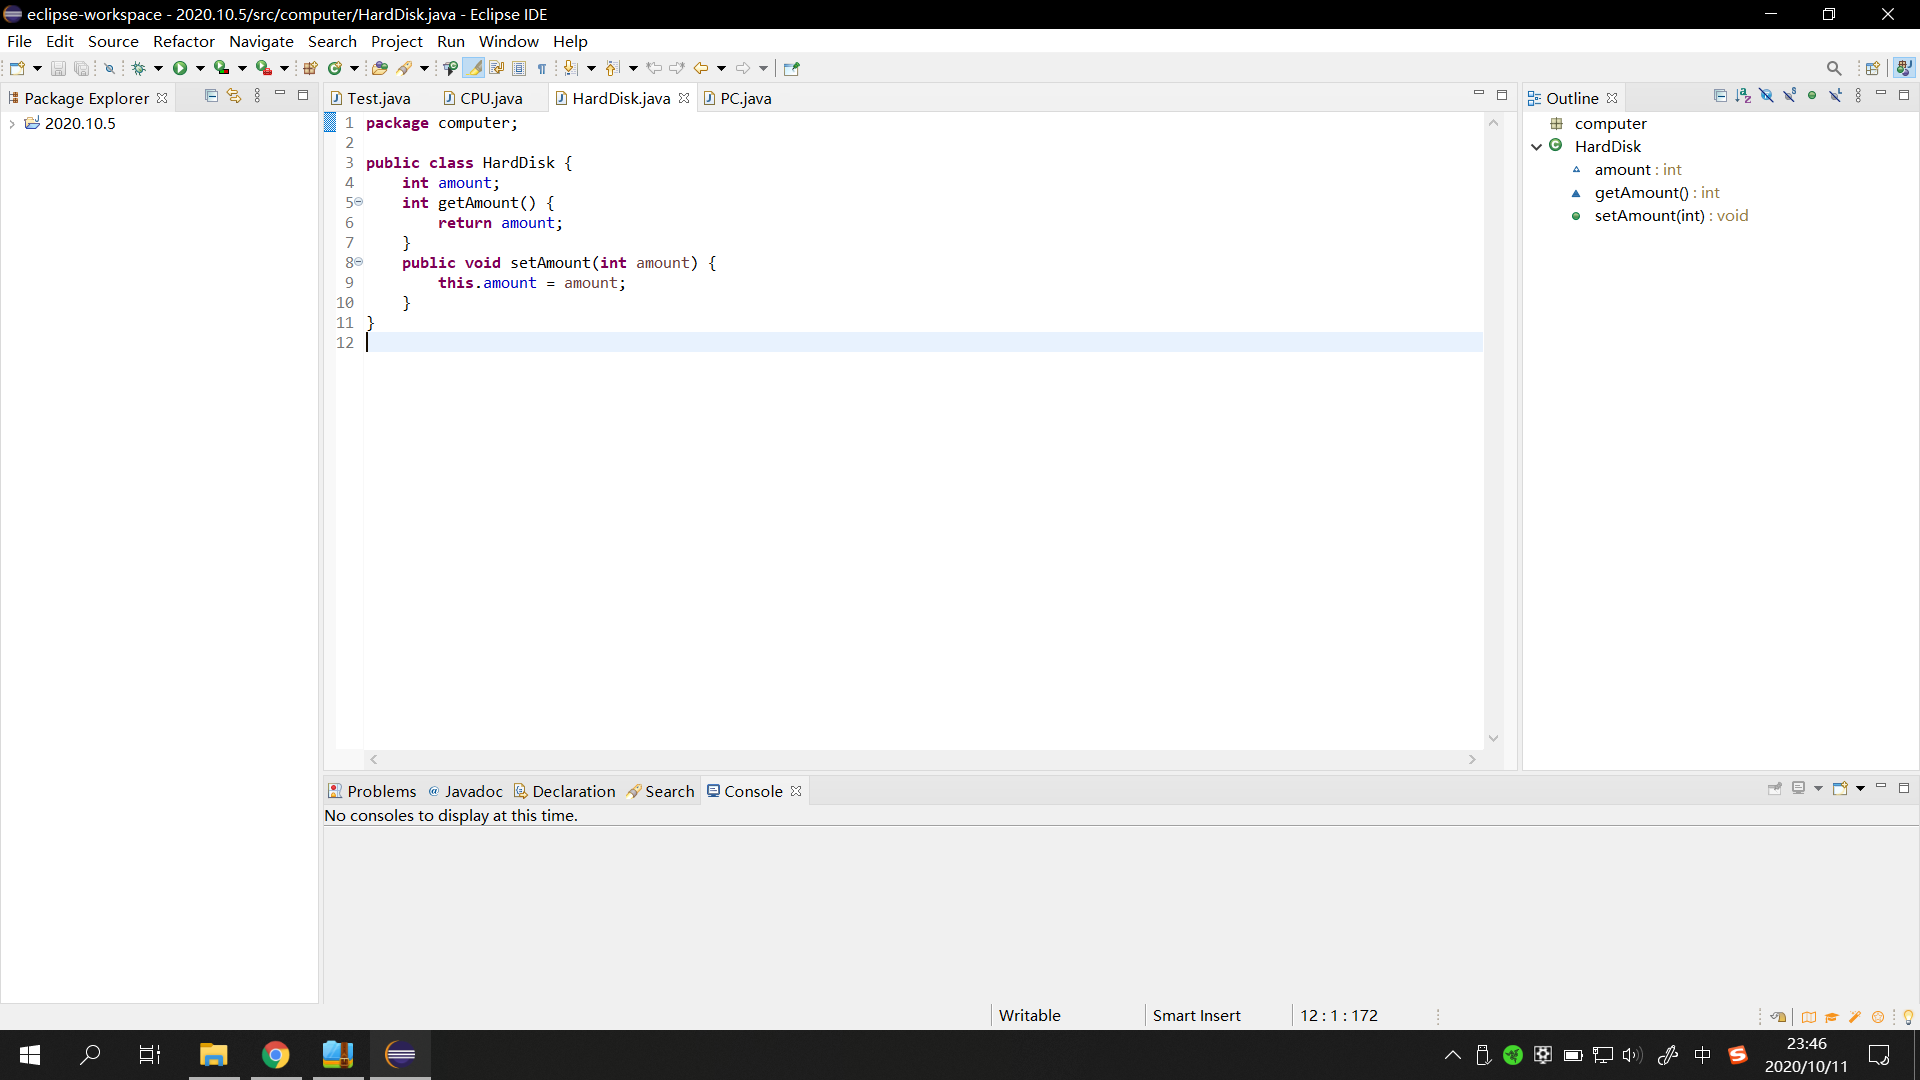 eclipse-workspace - 2020.10.5/src/computer/HardDisk.java - Eclipse IDE
File Edit Source Refactor Navigate Search Project Run Window Help
Package Explorer
2020.10.5
Test.java CPU.java HardDisk.java PC.java
1 package computer;
2
3 public class HardDisk {
4 int amount;
5 int getAmount() {
6 return amount;
7 }
8 public void setAmount(int amount) {
9 this.amount = amount;
10 }
11 }
12
Outline
computer
HardDisk
amount : int
getAmount() : int
setAmount(int) : void
Problems @ Javadoc Declaration Search Console
No consoles to display at this time.
Writable Smart Insert 12 : 1 : 172
中
23:46
2020/10/11